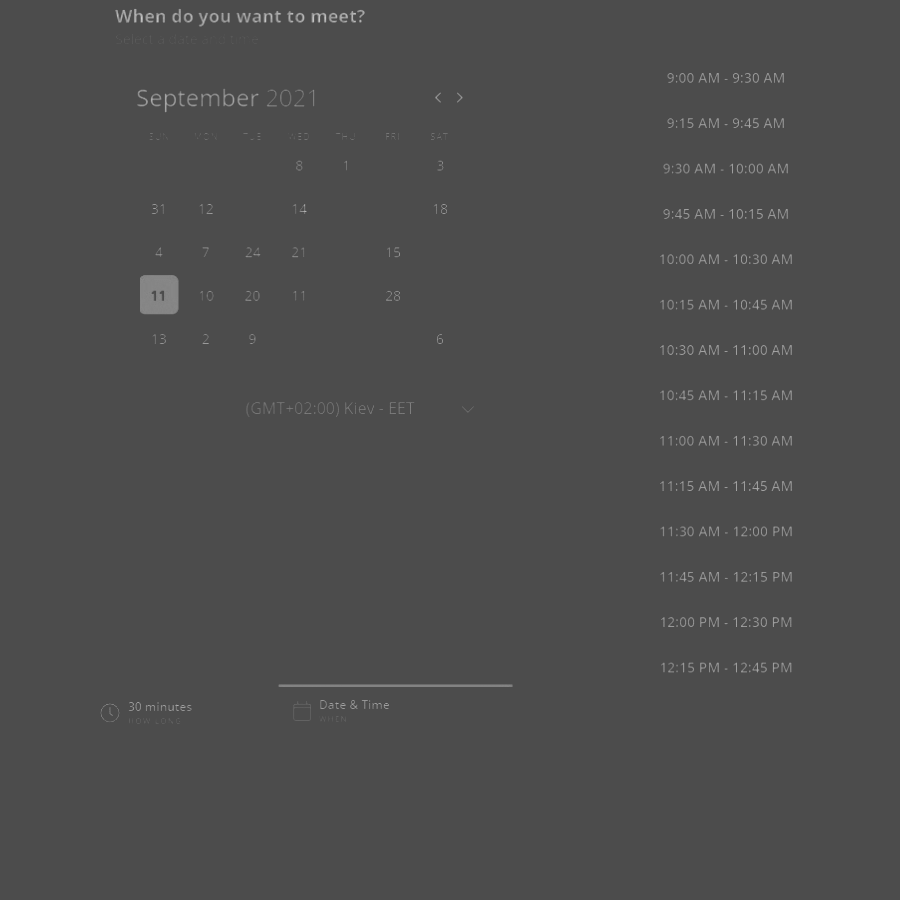 When do you want to meet?
Select a date and time
September 2021
SUN MON TUE WED THU FRI SAT
8 1 3
31 12 14 18
4 7 24 21 15
11 10 20 11 28
13 2 9 6
(GMT+02:00) Kiev - EET
9:00 AM - 9:30 AM
9:15 AM - 9:45 AM
9:30 AM - 10:00 AM
9:45 AM - 10:15 AM
10:00 AM - 10:30 AM
10:15 AM - 10:45 AM
10:30 AM - 11:00 AM
10:45 AM - 11:15 AM
11:00 AM - 11:30 AM
11:15 AM - 11:45 AM
11:30 AM - 12:00 PM
11:45 AM - 12:15 PM
12:00 PM - 12:30 PM
12:15 PM - 12:45 PM
30 minutes
HOW LONG
Date & Time
WHEN